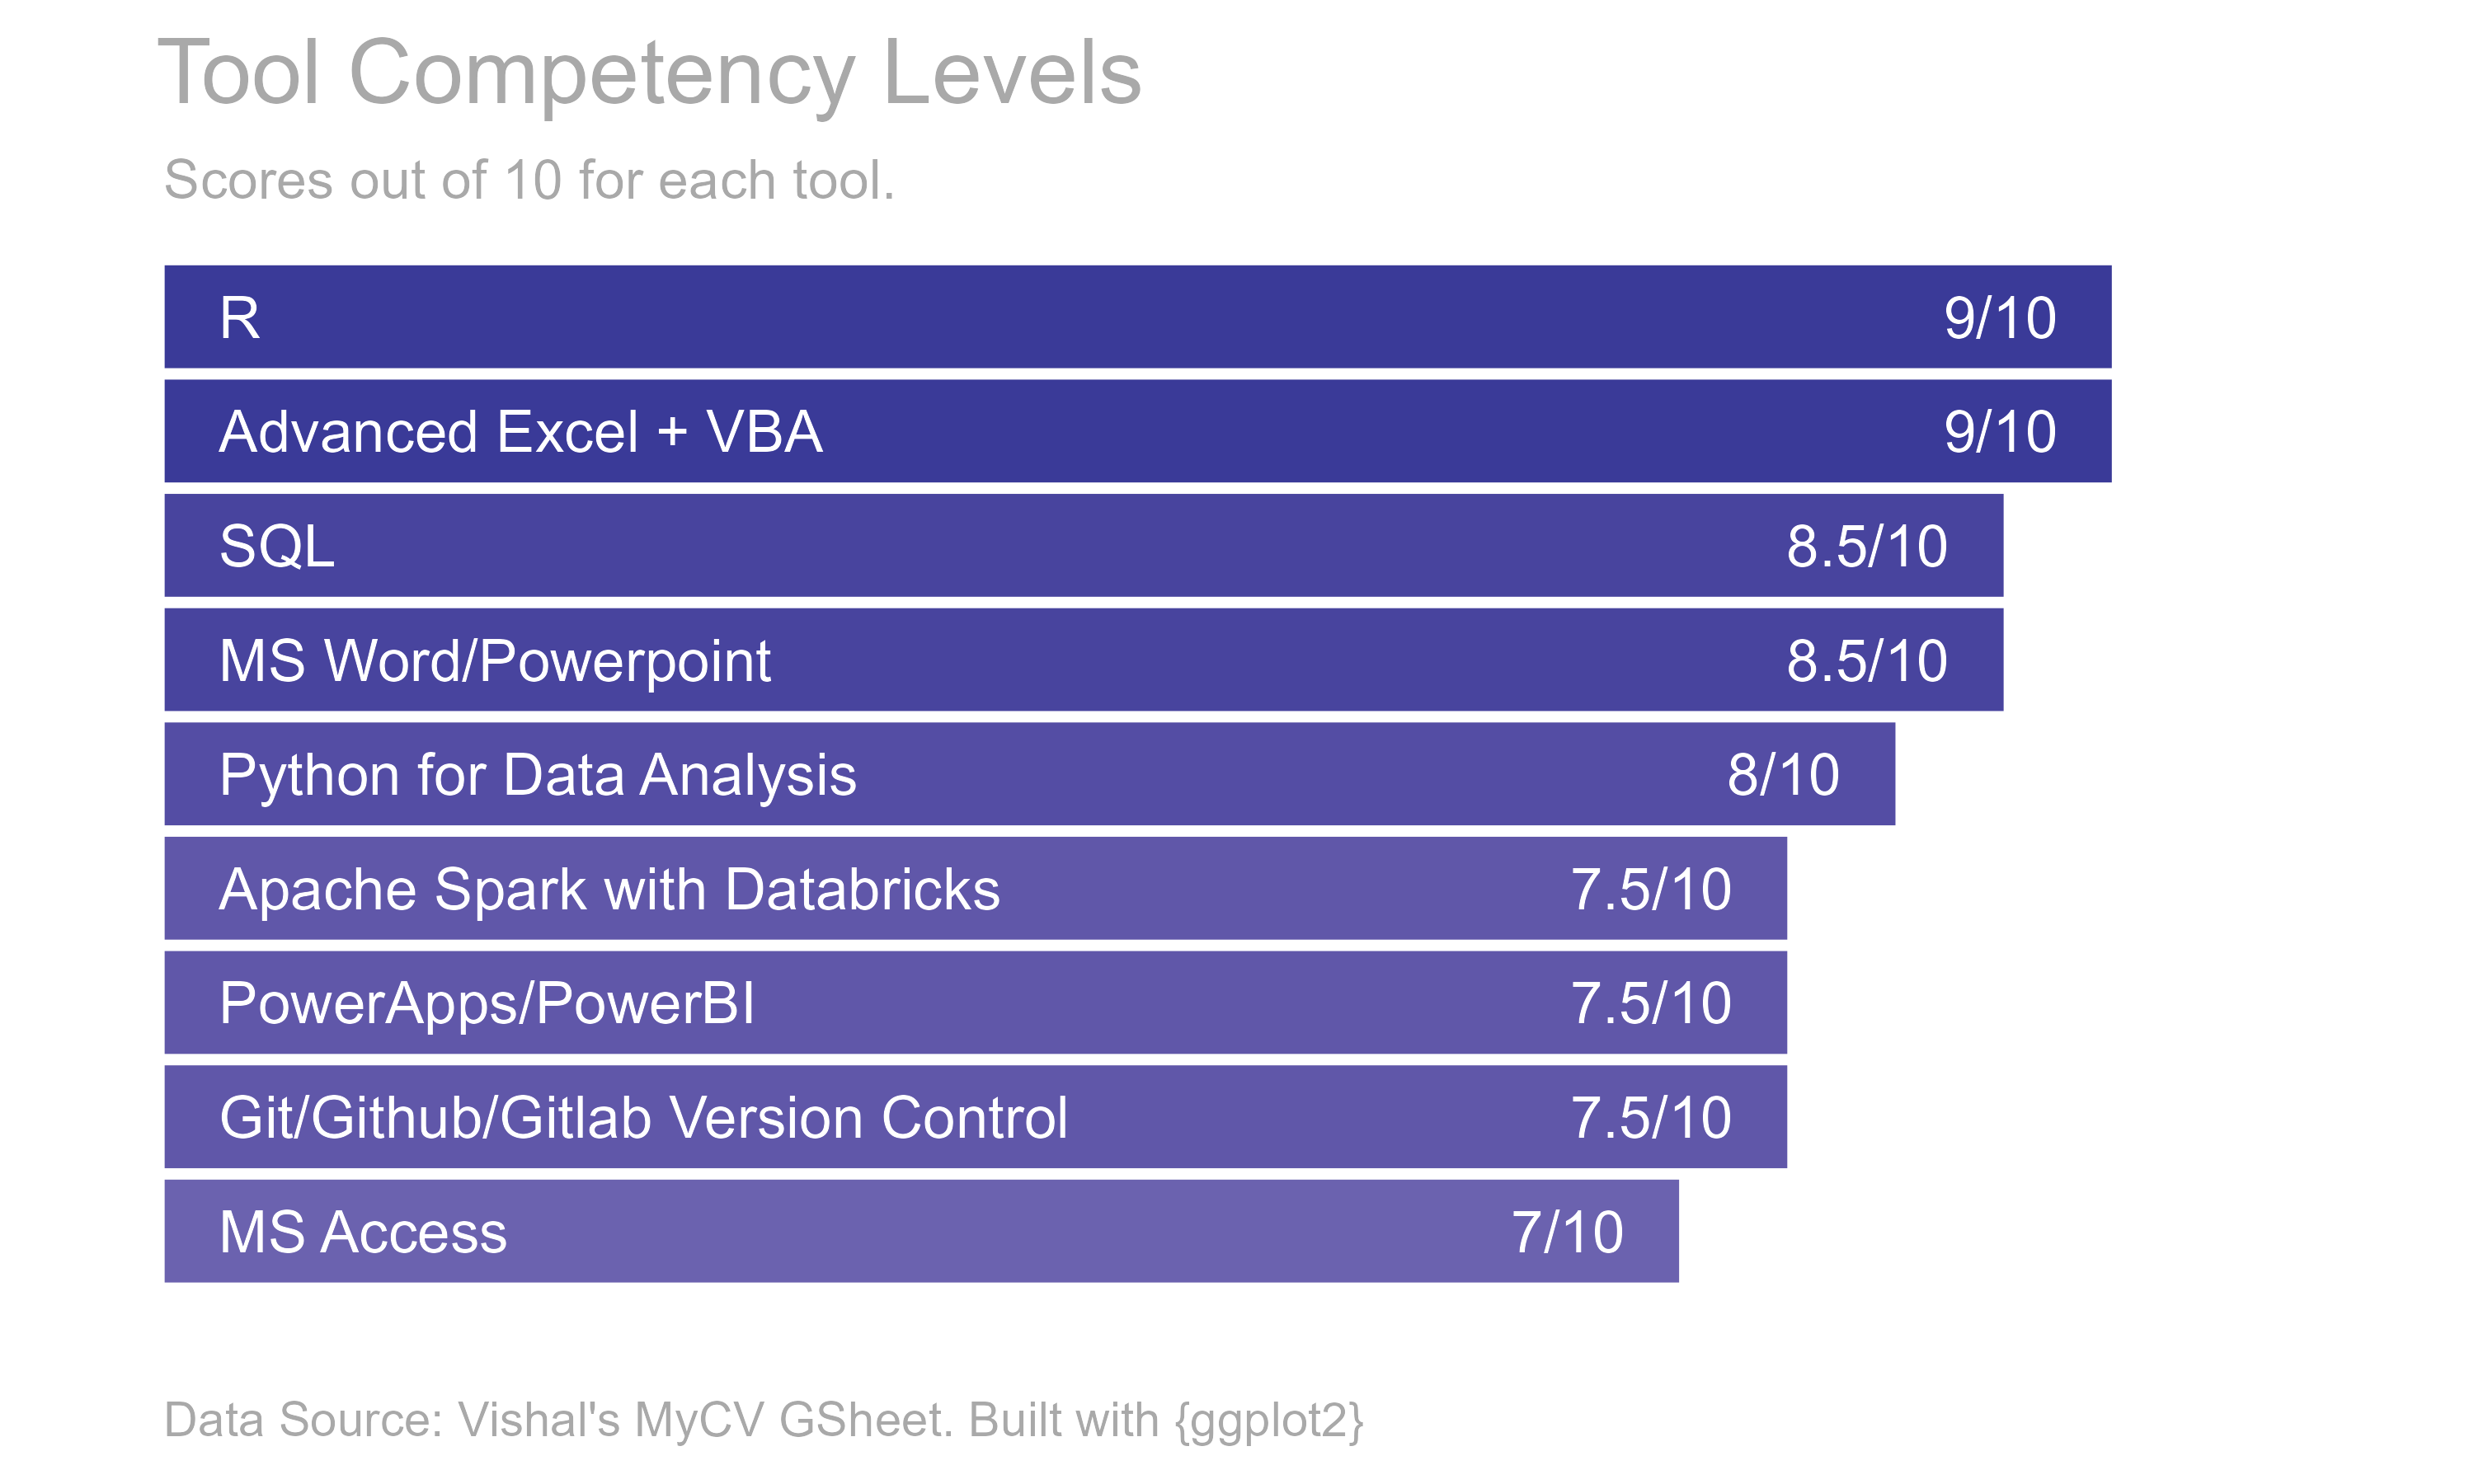 Tool Competency Levels
Scores out of 10 for each tool.
R 9/10
Advanced Excel + VBA 9/10
SQL 8.5/10
MS Word/Powerpoint 8.5/10
Python for Data Analysis 8/10
Apache Spark with Databricks 7.5/10
PowerApps/PowerBI 7.5/10
Git/Github/Gitlab Version Control 7.5/10
MS Access 7/10
Data Source: Vishal's MyCV GSheet. Built with {ggplot2}